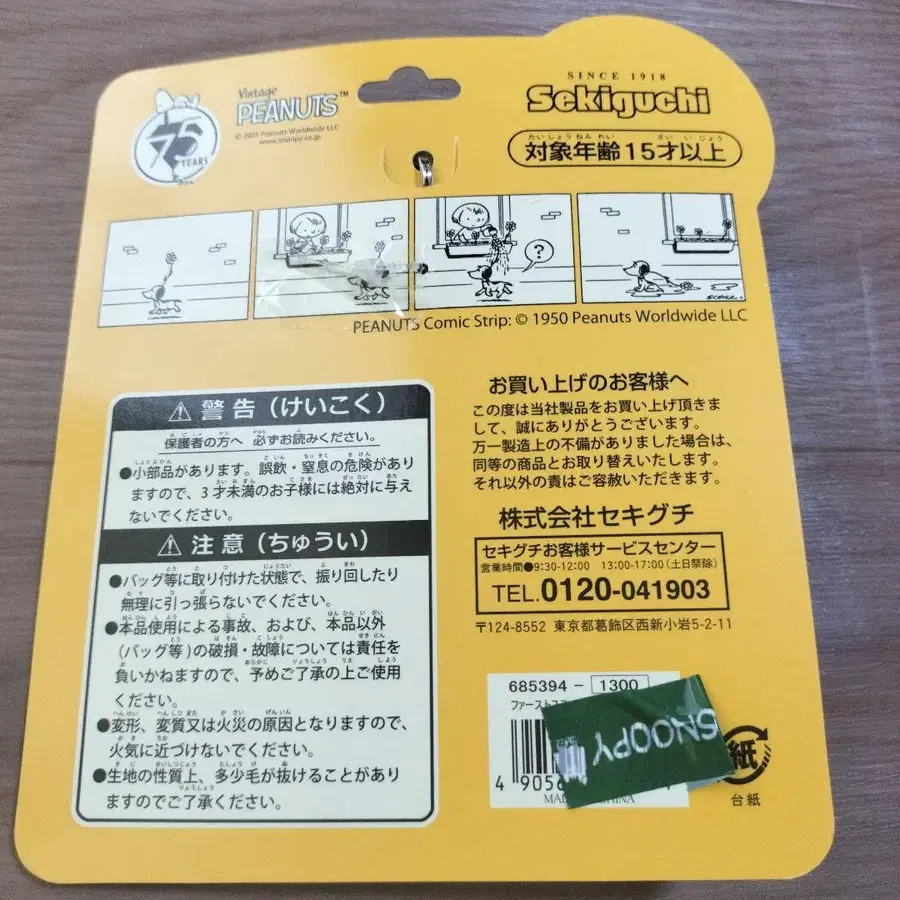 75
YEARS
Vintage
PEANUTS™
© 2025 Peanuts Worldwide LLC
www.snoopy.co.jp
SINCE 1918
Sekiguchi
対象年齢15才以上
?
PEANUTS Comic Strip: © 1950 Peanuts Worldwide LLC
警告(けいこく)
保護者の方へ 必ずお読みください。
●小部品があります。誤飲・窒息の危険があり
ますので、3才未満のお子様には絶対に与え
ないでください。
注意(ちゅうい)
●バッグ等に取り付けた状態で、振り回したり
無理に引っ張らないでください。
●本品使用による事故、および、本品以外
(バッグ等)の破損・故障については責任を
負いかねますので、予めご了承の上ご使用
ください。
●変形、変質又は火災の原因となりますので、
火気に近づけないでください。
●生地の性質上、多少毛が抜けることがあり
ますのでご了承ください。
お買い上げのお客様へ
この度は当社製品をお買い上げ頂きま
して、誠にありがとうございます。
万一製造上の不備がありました場合は、
同等の商品とお取り替えいたします。
それ以外の責はご容赦いただきます。
株式会社セキグチ
セキグチお客様サービスセンター
営業時間●9:30-12:00 13:00-17:00(土日祭除)
TEL.0120-041903
〒124-8552 東京都葛飾区西新小岩5-2-11
685394- 1300
ファーストコ
4 905
SNOOPY
紙
台紙